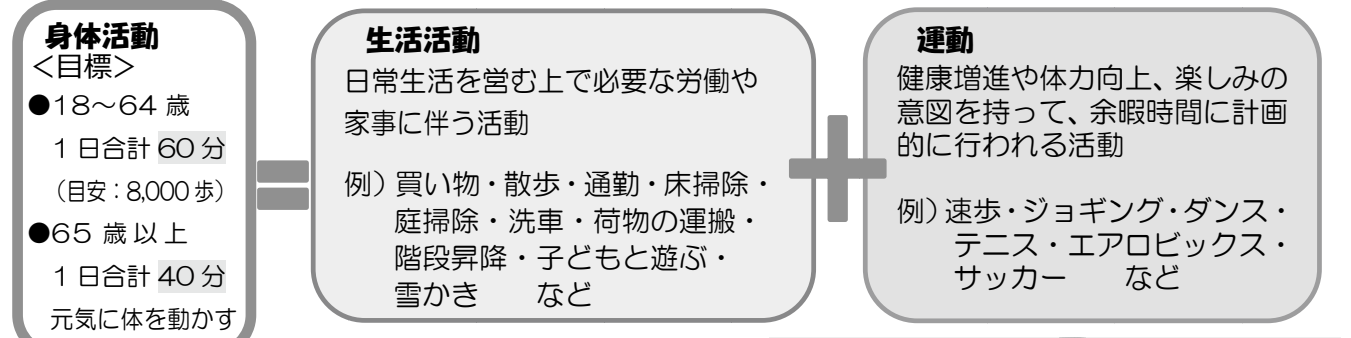 身体活動
<目標>
●18～64 歳
1 日合計 60 分
（目安：8,000 歩）
●65 歳以上
1 日合計 40 分
元気に体を動かす
＝
生活活動
日常生活を営む上で必要な労働や
家事に伴う活動
例）買い物・散歩・通勤・床掃除・
庭掃除・洗車・荷物の運搬・
階段昇降・子どもと遊ぶ・
雪かき　など
＋
運動
健康増進や体力向上、楽しみの
意図を持って、余暇時間に計画
的に行われる活動
例）速歩・ジョギング・ダンス・
テニス・エアロビックス・
サッカー　など